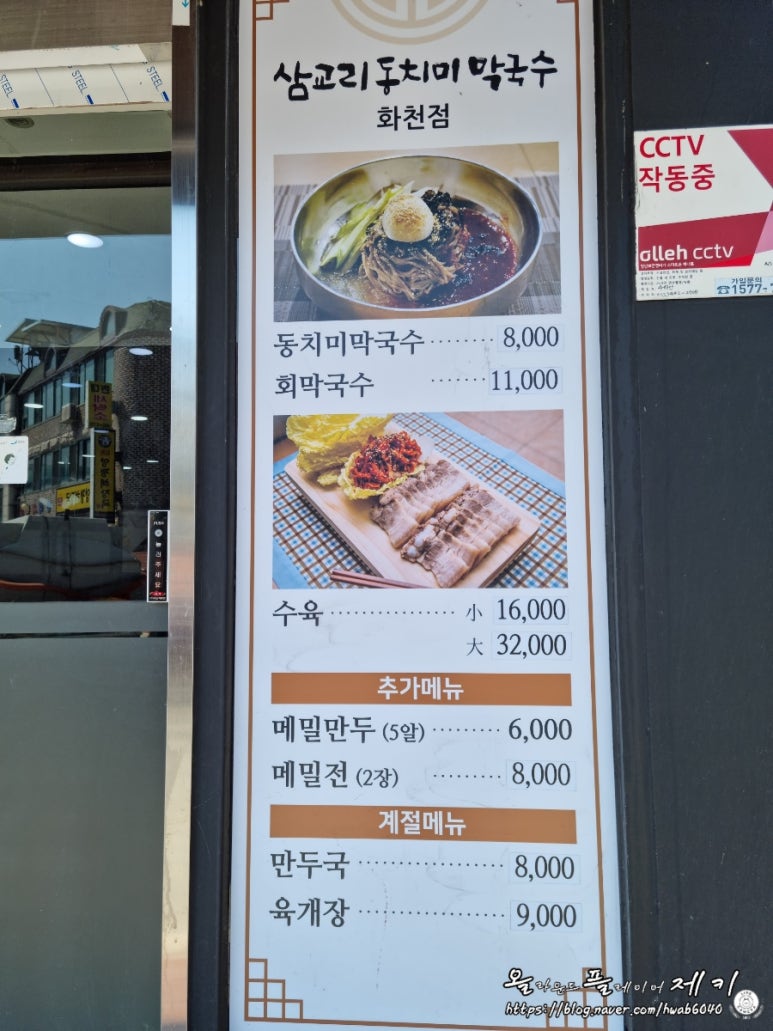 삼교리동치미막국수
화천점
동치미막국수 ········ 8,000
회막국수 ······· 11,000
수육 ················ 小 16,000
大 32,000
추가메뉴
메밀만두 (5알) ········· 6,000
메밀전 (2장) ········· 8,000
계절메뉴
만두국 ··················· 8,000
육개장 ··················· 9,000
CCTV
작동중
olleh cctv
가입문의
☎1577-
STEEL
STEEL
STEEL
올라운드플레이어 제키
https://blog.naver.com/hwab6040